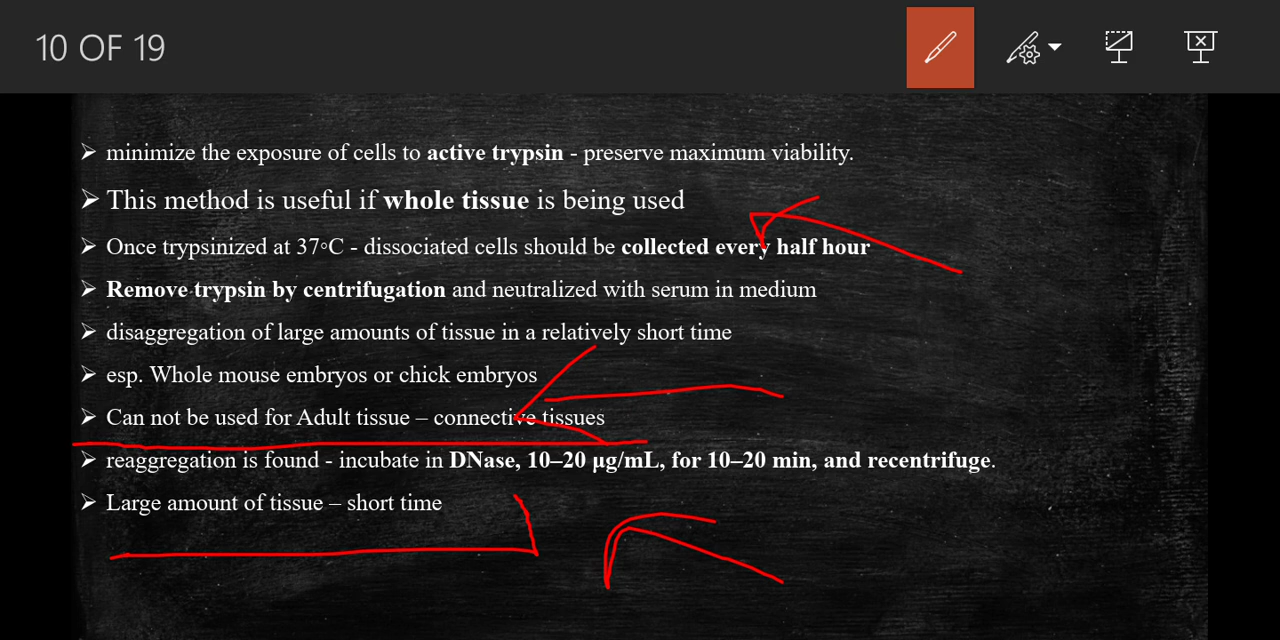 10 OF 19
➢ minimize the exposure of cells to active trypsin - preserve maximum viability.
➢ This method is useful if whole tissue is being used
➢ Once trypsinized at 37◦C - dissociated cells should be collected every half hour
➢ Remove trypsin by centrifugation and neutralized with serum in medium
➢ disaggregation of large amounts of tissue in a relatively short time
➢ esp. Whole mouse embryos or chick embryos
➢ Can not be used for Adult tissue – connective tissues
➢ reaggregation is found - incubate in DNase, 10–20 μg/mL, for 10–20 min, and recentrifuge.
➢ Large amount of tissue – short time